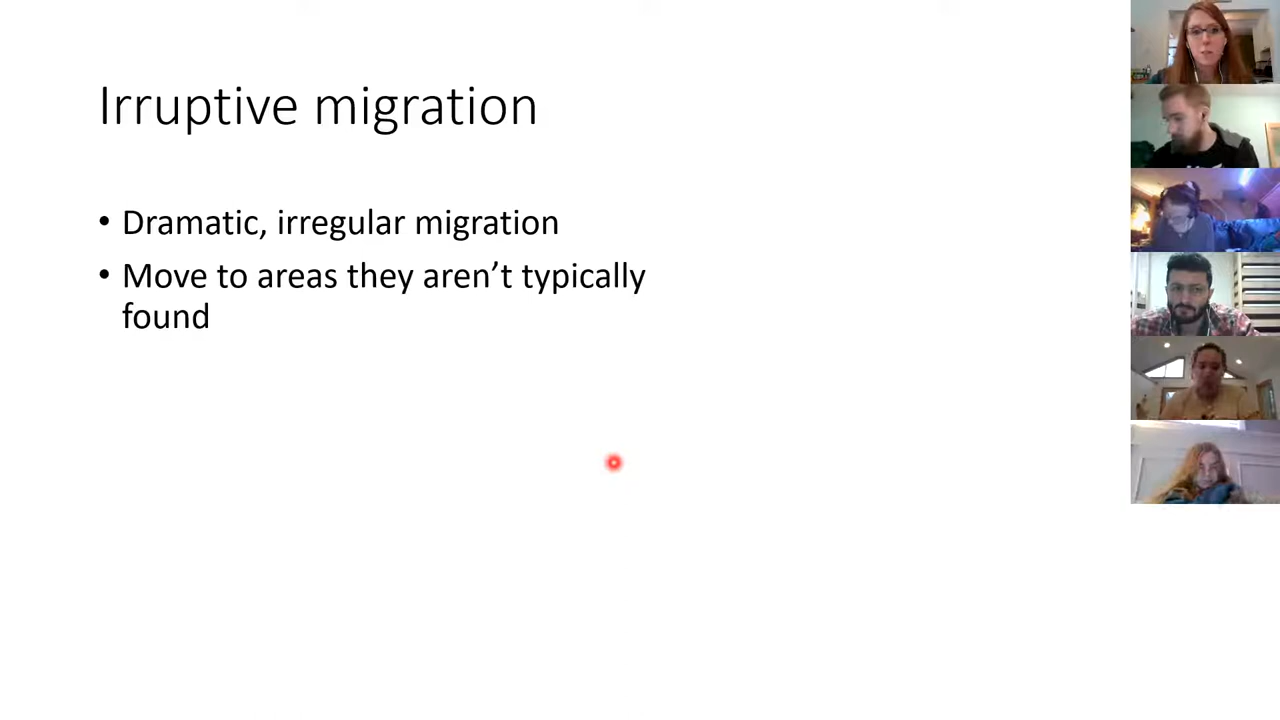 Irruptive migration
• Dramatic, irregular migration
• Move to areas they aren’t typically
found